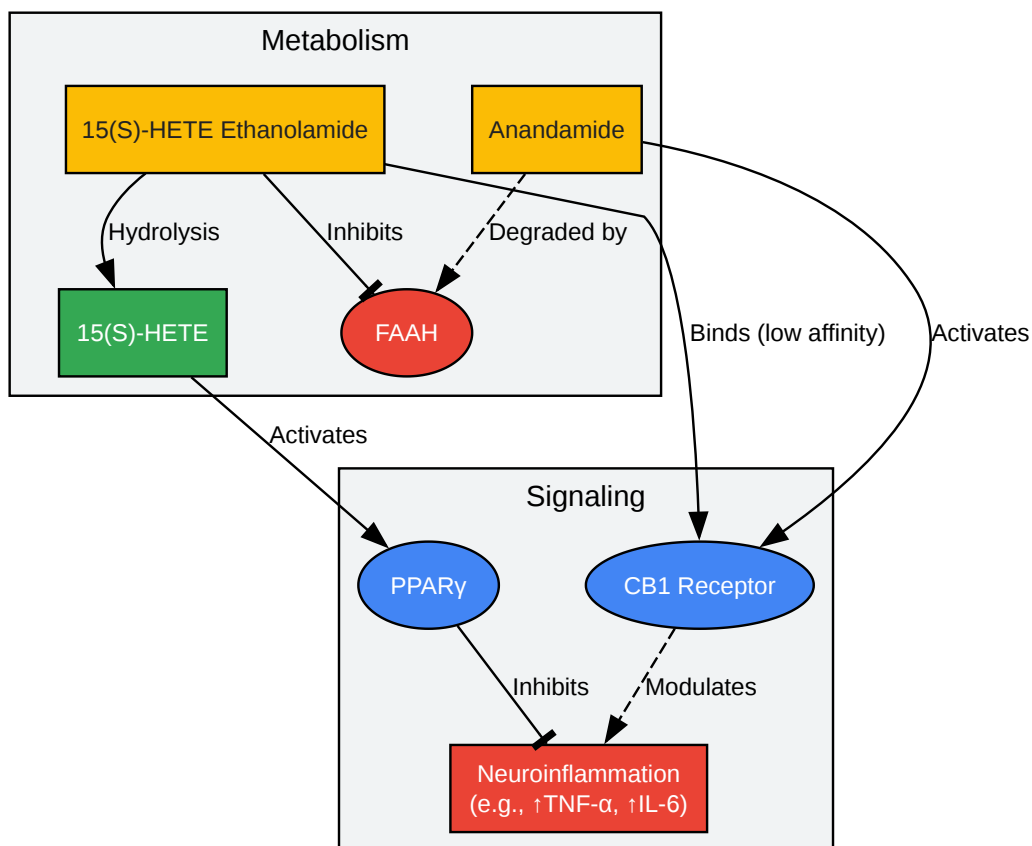 Metabolism
15(S)-HETE Ethanolamide
Anandamide
Hydrolysis
Inhibits
Degraded by
15(S)-HETE
FAAH
Binds (low affinity)
Activates
Activates
Signaling
PPARγ
CB1 Receptor
Inhibits
Modulates
Neuroinflammation
(e.g., ↑TNF-α, ↑IL-6)